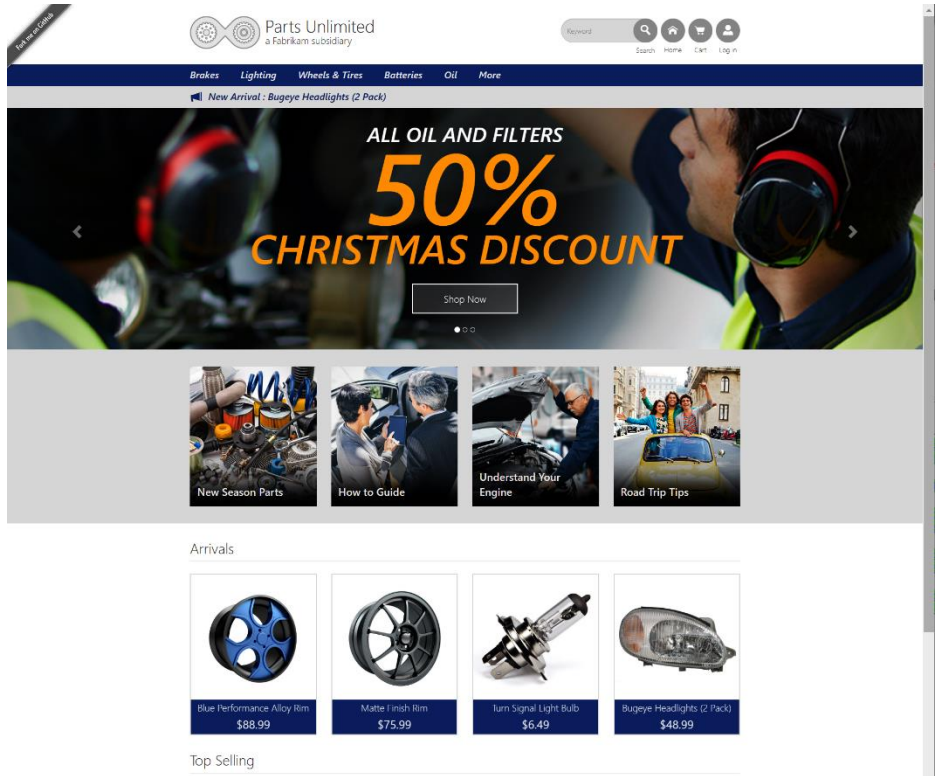 Fork me on GitHub
Parts Unlimited
a Fabrikam subsidiary
Keyword
Search Home Cart Log in
Brakes Lighting Wheels & Tires Batteries Oil More
New Arrival : Bugeye Headlights (2 Pack)
ALL OIL AND FILTERS
50%
CHRISTMAS DISCOUNT
Shop Now
New Season Parts
How to Guide
Understand Your
Engine
Road Trip Tips
Arrivals
Blue Performance Alloy Rim
$88.99
Matte Finish Rim
$75.99
Turn Signal Light Bulb
$6.49
Bugeye Headlights (2 Pack)
$48.99
Top Selling